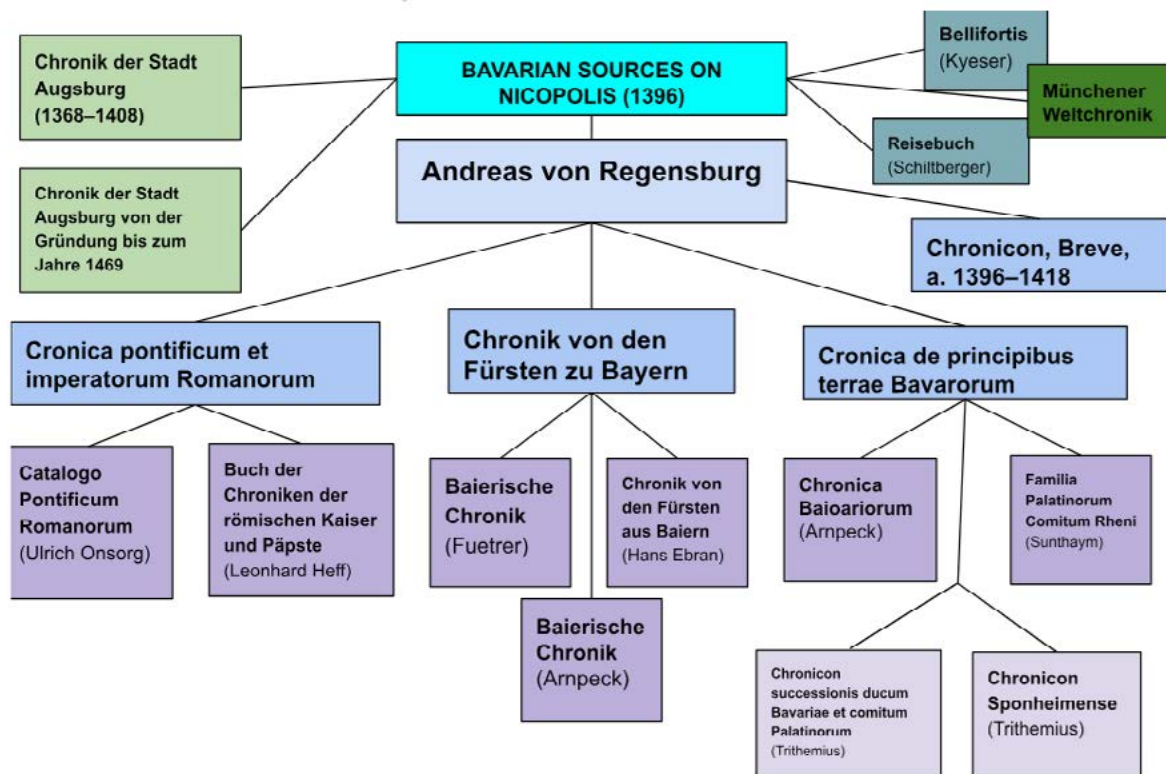 Chronik der Stadt
Augsburg
(1368–1408)
BAVARIAN SOURCES ON
NICOPOLIS (1396)
Bellifortis
(Kyeser)
Münchener
Weltchronik
Reisebuch
(Schiltberger)
Andreas von Regensburg
Chronik der Stadt
Augsburg von der
Gründung bis zum
Jahre 1469
Chronicon, Breve,
a. 1396–1418
Cronica pontificum et
imperatorum Romanorum
Chronik von den
Fürsten zu Bayern
Cronica de principibus
terrae Bavarorum
Catalogo
Pontificum
Romanorum
(Ulrich Onsorg)
Buch der
Chroniken der
römischen Kaiser
und Päpste
(Leonhard Heff)
Baierische
Chronik
(Fuetrer)
Chronik von
den Fürsten
aus Baiern
(Hans Ebran)
Chronica
Baioariorum
(Arnpeck)
Familia
Palatinorum
Comitum Rheni
(Sunthaym)
Baierische
Chronik
(Arnpeck)
Chronicon
successionis ducum
Bavariae et comitum
Palatinorum
(Trithemius)
Chronicon
Sponheimense
(Trithemius)